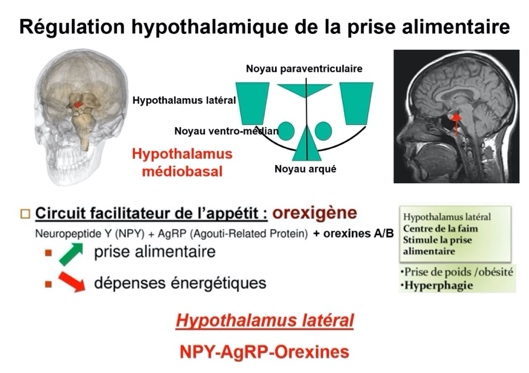 Régulation hypothalamique de la prise alimentaire
Noyau paraventriculaire
Hypothalamus latéral
Noyau ventro-médian
Hypothalamus
médiobasal
Noyau arqué
Circuit facilitateur de l'appétit : orexigène
Neuropeptide Y (NPY) + AgRP (Agouti-Related Protein) + orexines A/B
prise alimentaire
dépenses énergétiques
Hypothalamus latéral
Centre de la faim
Stimule la prise
alimentaire
•Prise de poids /obésité
•Hyperphagie
Hypothalamus latéral
NPY-AgRP-Orexines